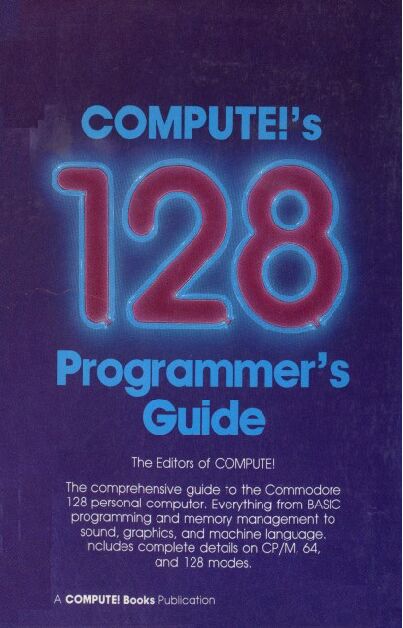 COMPUTE!'s
128
Programmer's
Guide
The Editors of COMPUTE!
The comprehensive guide to the Commodore
128 personal computer. Everything from BASIC
programming and memory management to
sound, graphics, and machine language.
ncludes complete details on CP/M, 64,
and 128 modes.
A COMPUTE! Books Publication